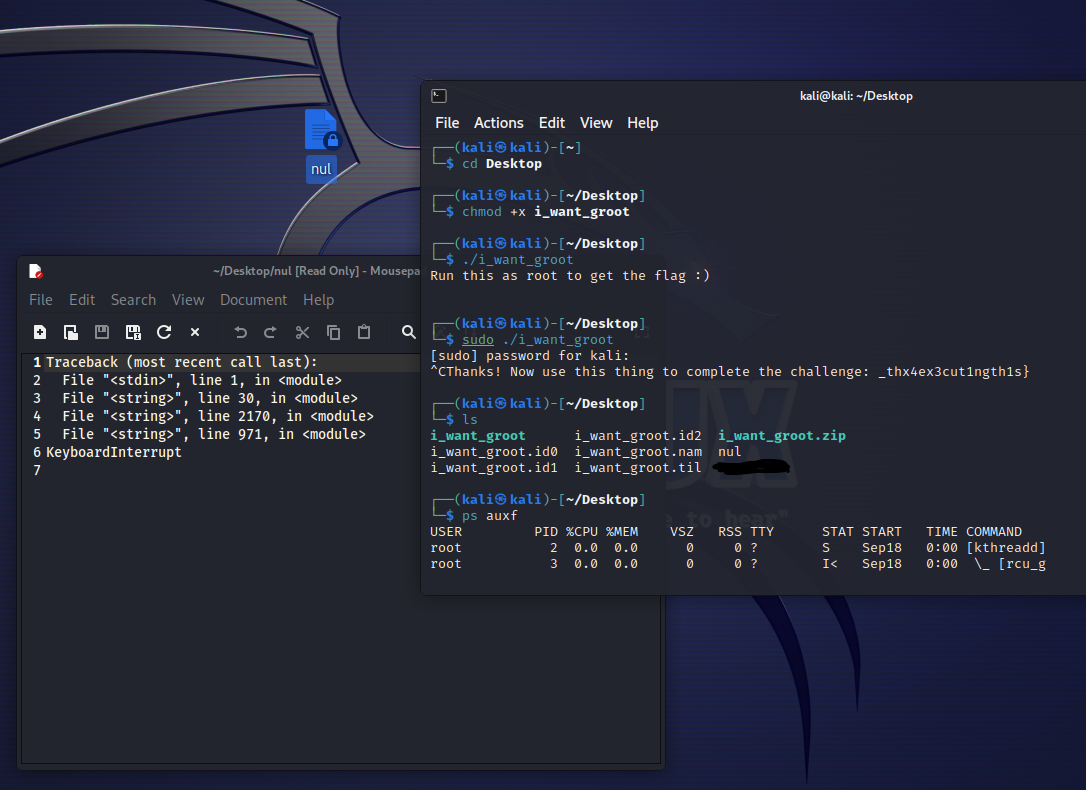 nul
kali@kali: ~/Desktop
File Actions Edit View Help
┌──(kali㉿kali)-[~]
└─$ cd Desktop
┌──(kali㉿kali)-[~/Desktop]
└─$ chmod +x i_want_groot
┌──(kali㉿kali)-[~/Desktop]
└─$ ./i_want_groot
Run this as root to get the flag :)
┌──(kali㉿kali)-[~/Desktop]
└─$ sudo ./i_want_groot
[sudo] password for kali:
^CThanks! Now use this thing to complete the challenge: _thx4ex3cut1ngth1s}
┌──(kali㉿kali)-[~/Desktop]
└─$ ls
i_want_groot i_want_groot.id2 i_want_groot.zip
i_want_groot.id0 i_want_groot.nam nul
i_want_groot.id1 i_want_groot.til
┌──(kali㉿kali)-[~/Desktop]
└─$ ps auxf
USER PID %CPU %MEM VSZ RSS TTY STAT START TIME COMMAND
root 2 0.0 0.0 0 0 ? S Sep18 0:00 [kthreadd]
root 3 0.0 0.0 0 0 ? I< Sep18 0:00 \_ [rcu_g
~/Desktop/nul [Read Only] - Mousepa
File Edit Search View Document Help
1 Traceback (most recent call last):
2 File "<stdin>", line 1, in <module>
3 File "<string>", line 30, in <module>
4 File "<string>", line 2170, in <module>
5 File "<string>", line 971, in <module>
6 KeyboardInterrupt
7